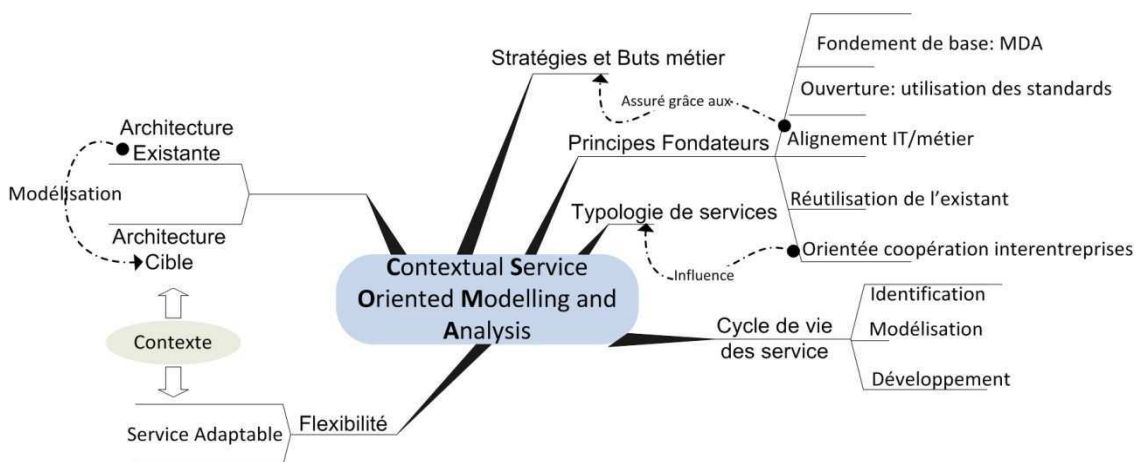 Stratégies et Buts métier
Assuré grâce aux
Fondement de base: MDA
Ouverture: utilisation des standards
Alignement IT/métier
Principes Fondateurs
Réutilisation de l'existant
Orientée coopération interentreprises
Typologie de services
Influence
Architecture
Existante
Modélisation
Architecture
Cible
Contexte
Service Adaptable
Flexibilité
Contextual Service
Oriented Modelling and
Analysis
Cycle de vie
des service
Identification
Modélisation
Développement